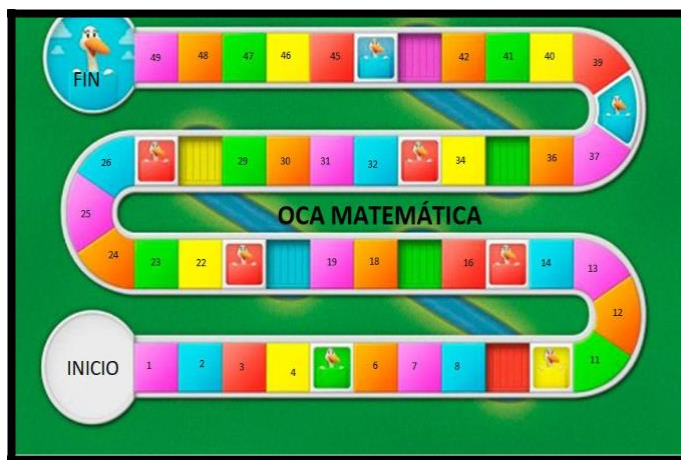 FIN
49 48 47 46 45 42 41 40 39
26 29 30 31 32 34 36 37
25
OCA MATEMÁTICA
24 23 22 19 18 16 14 13
12
INICIO 1 2 3 4 6 7 8 11